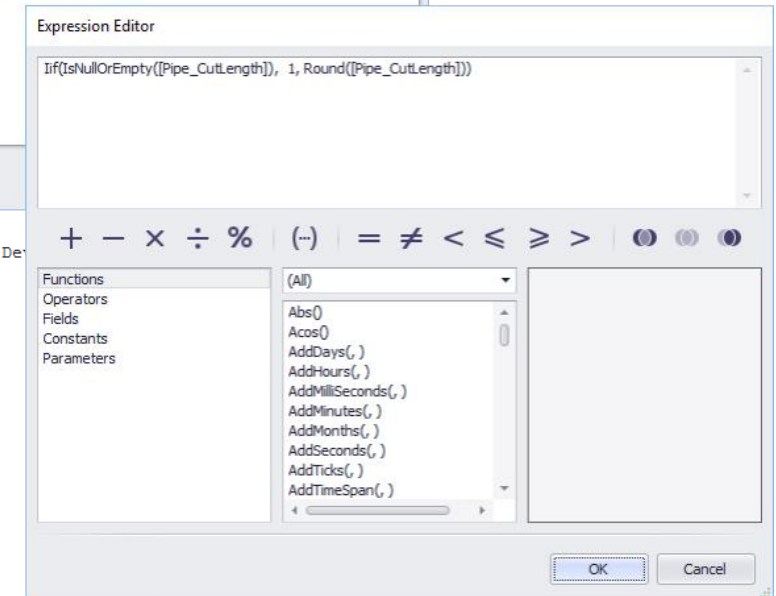 Expression Editor
Iif(IsNullOrEmpty([Pipe_CutLength]), 1, Round([Pipe_CutLength]))
+ − × ÷ % (...) = ≠ < ⩽ ⩾ >
Functions
Operators
Fields
Constants
Parameters
(All)
Abs()
Acos()
AddDays(, )
AddHours(, )
AddMilliSeconds(, )
AddMinutes(, )
AddMonths(, )
AddSeconds(, )
AddTicks(, )
AddTimeSpan(, )
OK Cancel